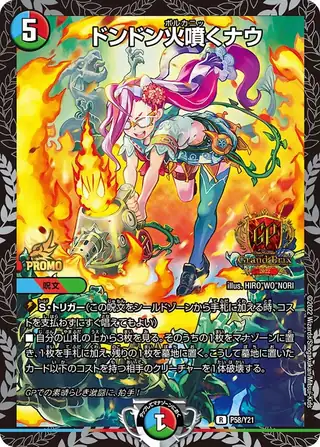 5
ボルカニッ
ドンドン火噴くナウ
GP
Grand Prix
PROMO
呪文
illus. HIRO'WO'NORI
S・トリガー(この呪文をシールドゾーンから手札に加える時、コス
トを支払わずにすぐ唱えてもよい)
■自分の山札の上から3枚を見る。そのうちの1枚をマナゾーンに
置き、1枚を手札に加え、残りの1枚を墓地に置く。こうして墓地に置いた
カード以下のコストを持つ相手のクリーチャーを1体破壊する。
GPでの素晴らしき激闘に、拍手!
1
R
P58/Y21